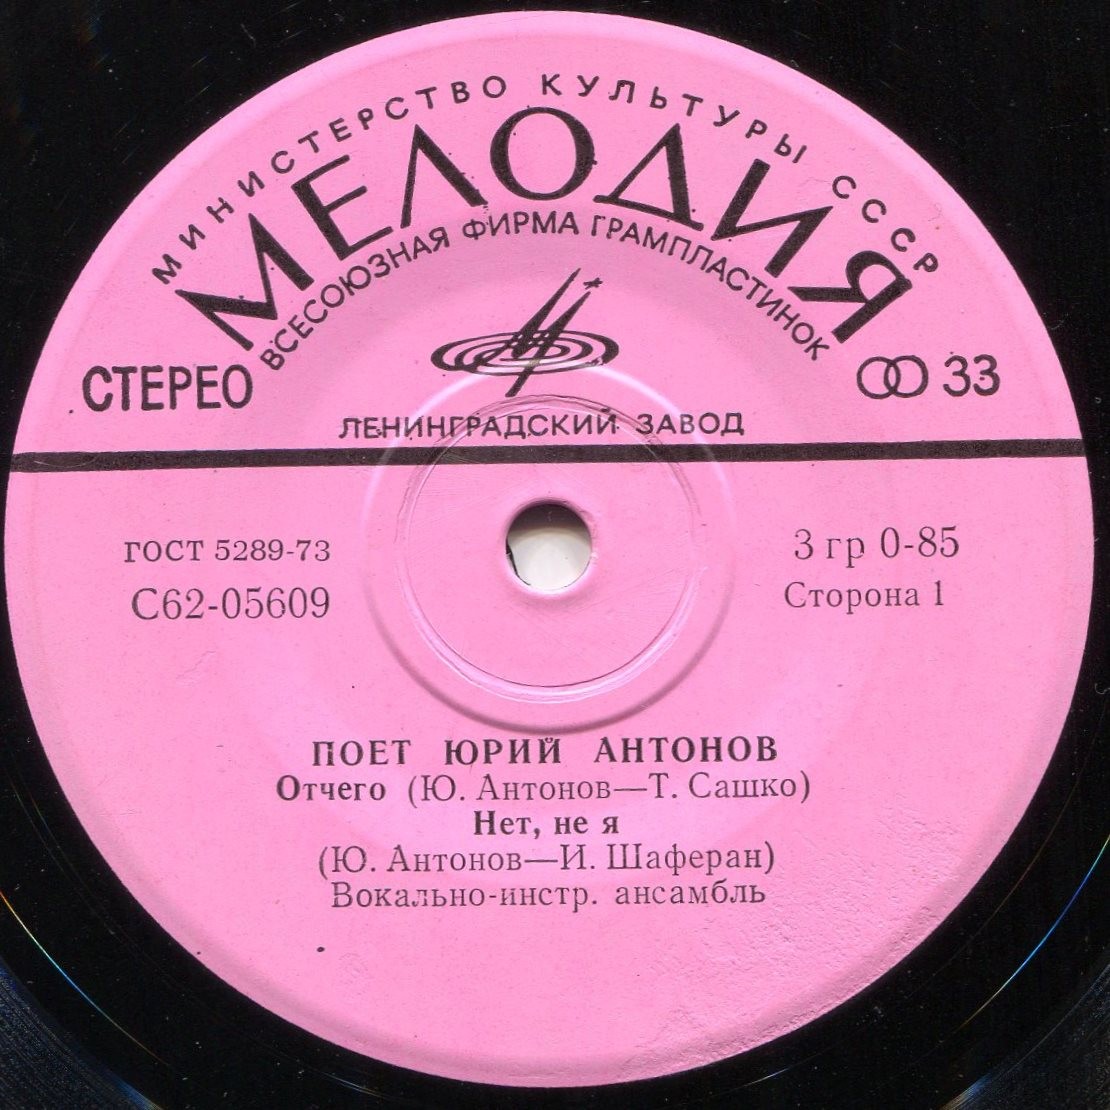 МИНИСТЕРСТВО КУЛЬТУРЫ СССР
МЕЛОДИЯ
ВСЕСОЮЗНАЯ ФИРМА ГРАМПЛАСТИНОК
СТЕРЕО
33
ЛЕНИНГРАДСКИЙ ЗАВОД
ГОСТ 5289-73
3 гр 0-85
С62-05609
Сторона 1
ПОЕТ ЮРИЙ АНТОНОВ
Отчего (Ю. Антонов—Т. Сашко)
Нет, не я
(Ю. Антонов—И. Шаферан)
Вокально-инстр. ансамбль